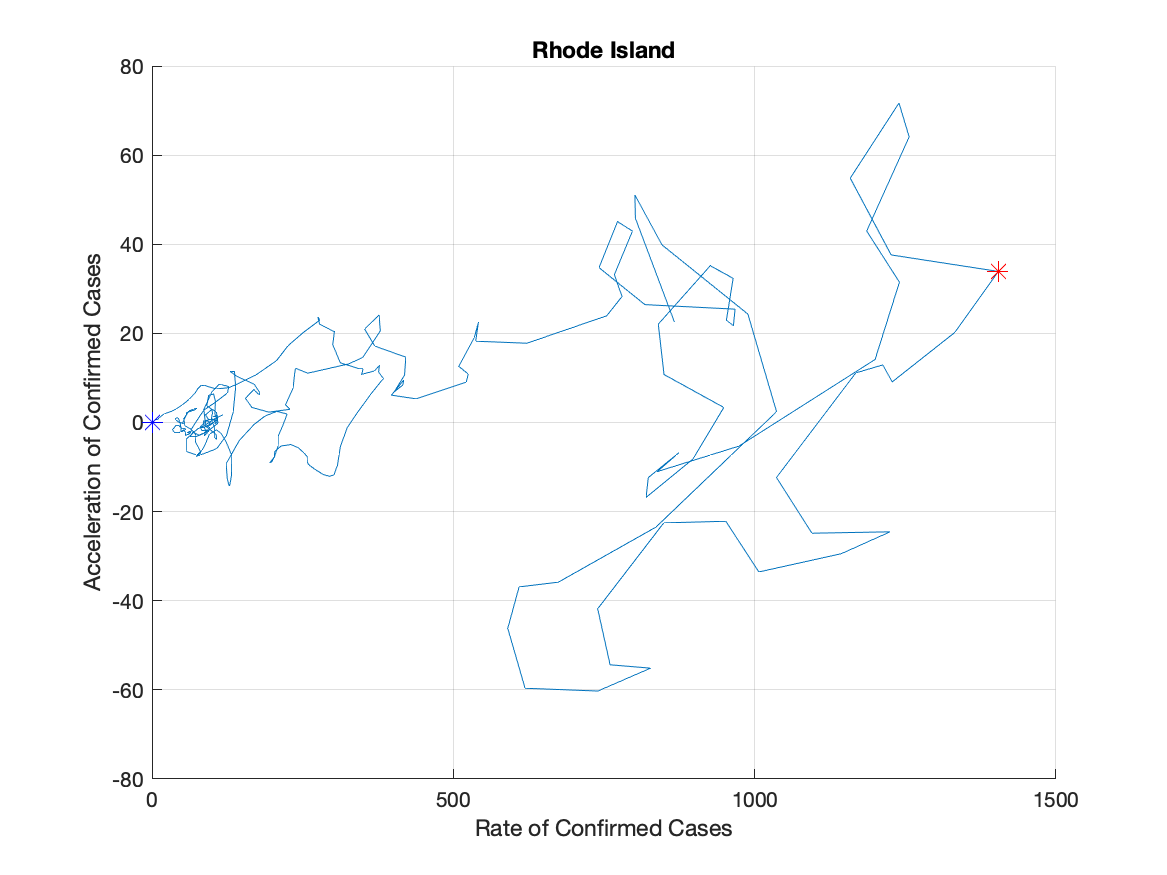 Rhode Island
80
60
40
20
0
-20
-40
-60
-80
Acceleration of Confirmed Cases
0 500 1000 1500
Rate of Confirmed Cases